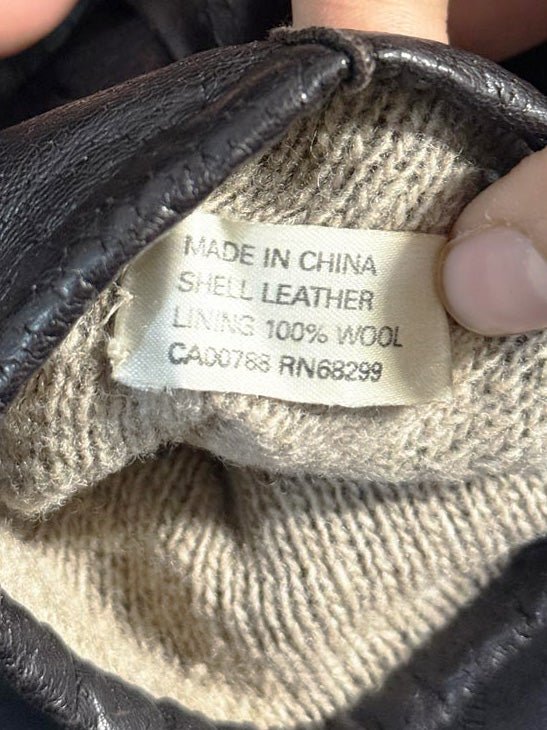 MADE IN CHINA
SHELL LEATHER
LINING 100% WOOL
CA00788 RN68299